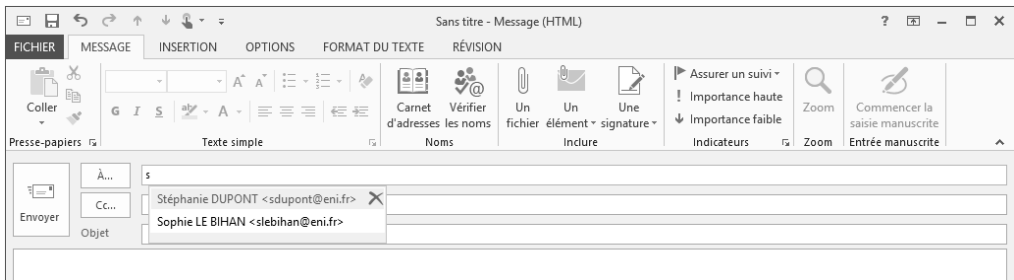 Sans titre - Message (HTML)
?
FICHIER MESSAGE INSERTION OPTIONS FORMAT DU TEXTE RÉVISION
Coller
G I S
A A
aby A
Carnet d'adresses
Vérifier les noms
Un fichier
Un élément
Une signature
Assurer un suivi
Importance haute
Importance faible
Zoom
Commencer la saisie manuscrite
Presse-papiers Texte simple Noms Inclure Indicateurs Zoom Entrée manuscrite
À... s
Cc...
Stéphanie DUPONT <sdupont@eni.fr>
Sophie LE BIHAN <slebihan@eni.fr>
Envoyer
Objet